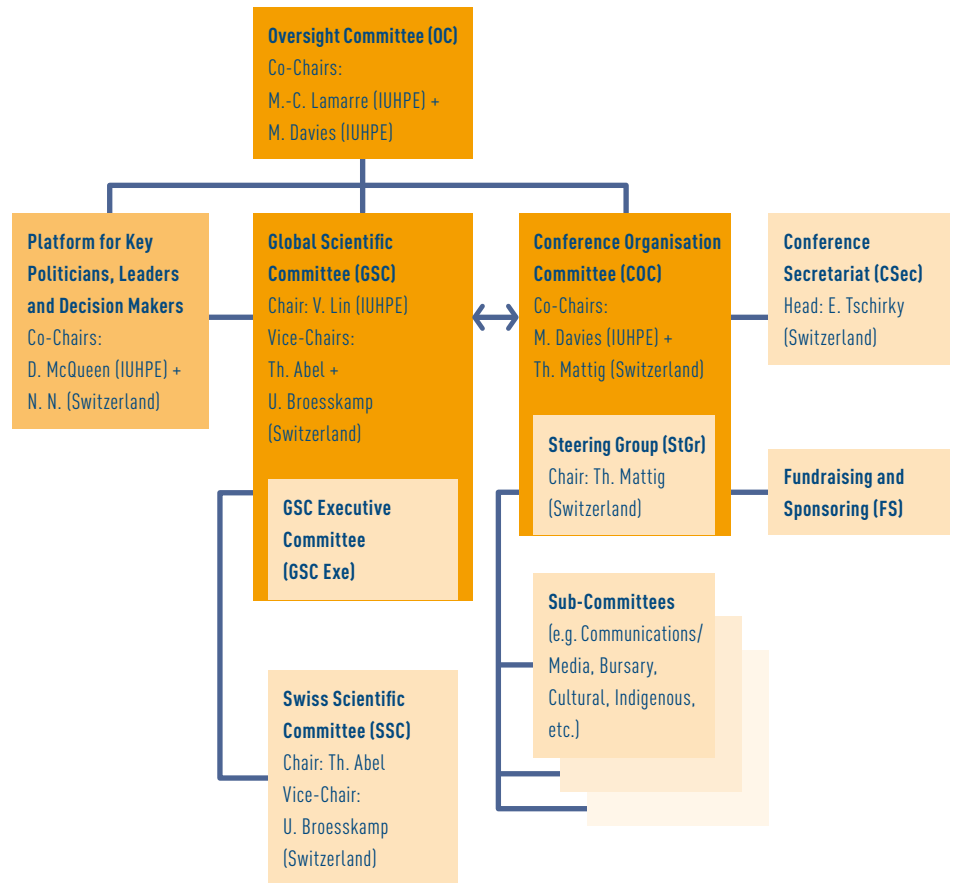 Oversight Committee (OC)
Co-Chairs:
M.-C. Lamarre (IUHPE) +
M. Davies (IUHPE)
Platform for Key
Politicians, Leaders
and Decision Makers
Co-Chairs:
D. McQueen (IUHPE) +
N. N. (Switzerland)
Global Scientific
Committee (GSC)
Chair: V. Lin (IUHPE)
Vice-Chairs:
Th. Abel +
U. Broesskamp
(Switzerland)
GSC Executive
Committee
(GSC Exe)
Conference Organisation
Committee (COC)
Co-Chairs:
M. Davies (IUHPE) +
Th. Mattig (Switzerland)
Steering Group (StGr)
Chair: Th. Mattig
(Switzerland)
Conference
Secretariat (CSec)
Head: E. Tschirky
(Switzerland)
Fundraising and
Sponsoring (FS)
Sub-Committees
(e.g. Communications/
Media, Bursary,
Cultural, Indigenous,
etc.)
Swiss Scientific
Committee (SSC)
Chair: Th. Abel
Vice-Chair:
U. Broesskamp
(Switzerland)